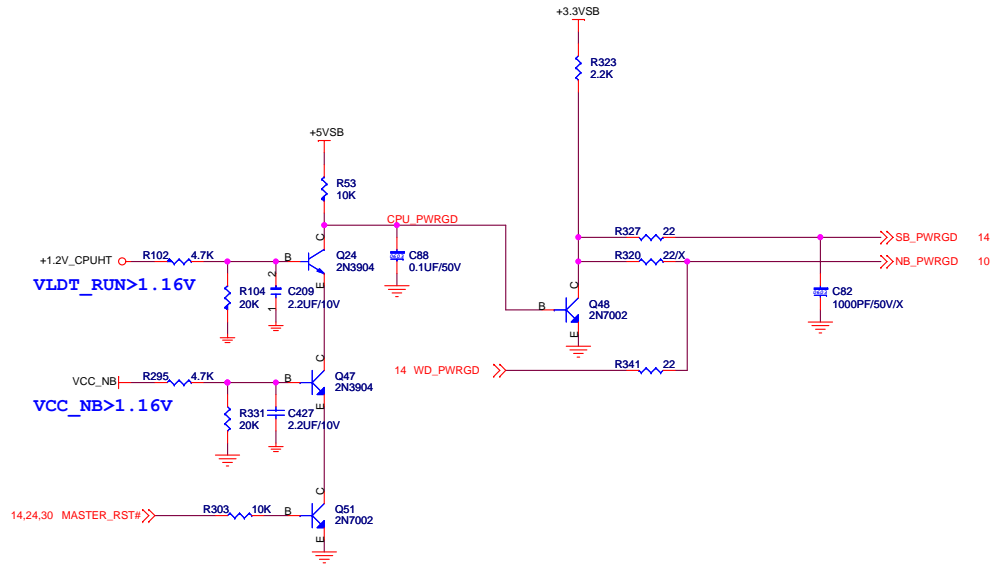 +3.3VSB
R323
2.2K
+5VSB
R53
10K
CPU_PWRGD
R327 22
SB_PWRGD 14
+1.2V_CPUHT
R102 4.7K
B
C
E
Q24
2N3904
C88
0.1UF/50V
R320 22/X
NB_PWRGD 10
VLDT_RUN>1.16V
R104
20K
2
1
C209
2.2UF/10V
C82
1000PF/50V/X
B
C
E
Q48
2N7002
14 WD_PWRGD
R341 22
VCC_NB
R295 4.7K
B
C
E
Q47
2N3904
VCC_NB>1.16V
R331
20K
C427
2.2UF/10V
14,24,30 MASTER_RST#
R303 10K
B
C
E
Q51
2N7002